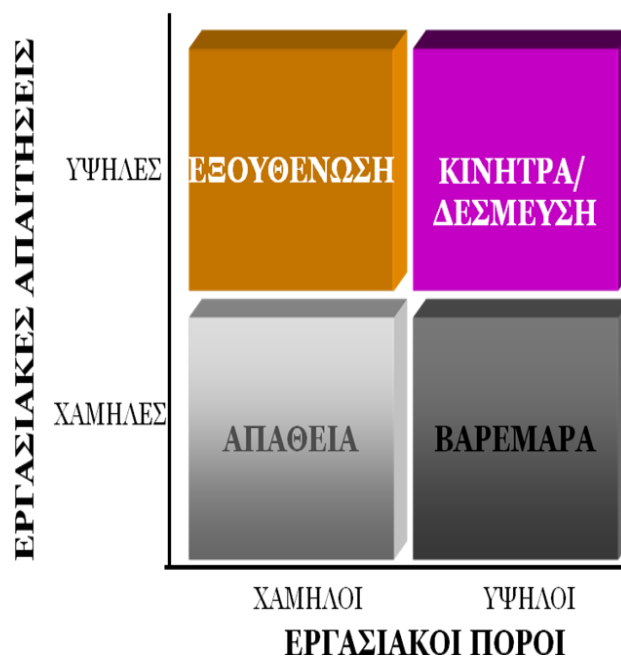 ΕΡΓΑΣΙΑΚΕΣ ΑΠΑΙΤΗΣΕΙΣ
ΥΨΗΛΕΣ
ΕΞΟΥΘΕΝΩΣΗ
ΚΙΝΗΤΡΑ/
ΔΕΣΜΕΥΣΗ
ΧΑΜΗΛΕΣ
ΑΠΑΘΕΙΑ
ΒΑΡΕΜΑΡΑ
ΧΑΜΗΛΟΙ
ΥΨΗΛΟΙ
ΕΡΓΑΣΙΑΚΟΙ ΠΟΡΟΙ